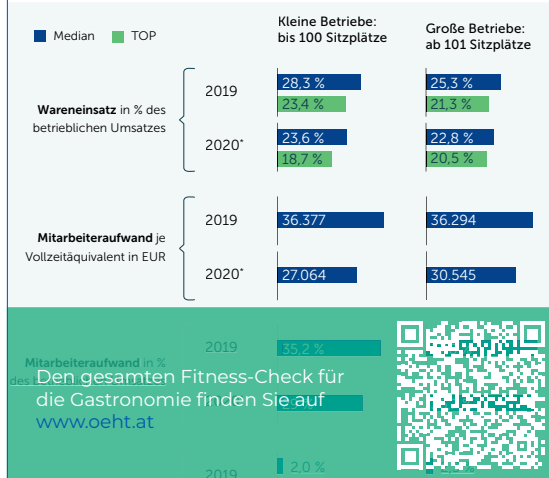 Median
TOP
Kleine Betriebe:
bis 100 Sitzplätze
Große Betriebe:
ab 101 Sitzplätze
Wareneinsatz in % des
betrieblichen Umsatzes
2019
28,3 %
23,4 %
25,3 %
21,3 %
2020*
23,6 %
18,7 %
22,8 %
20,5 %
Mitarbeiteraufwand je
Vollzeitäquivalent in EUR
2019
36.377
36.294
2020*
27.064
30.545
2019
35,2 %
Mitarbeiteraufwand in %
Den gesamten Fitness-Check für
die Gastronomie finden Sie auf
www.oeht.at
2019
2,0 %